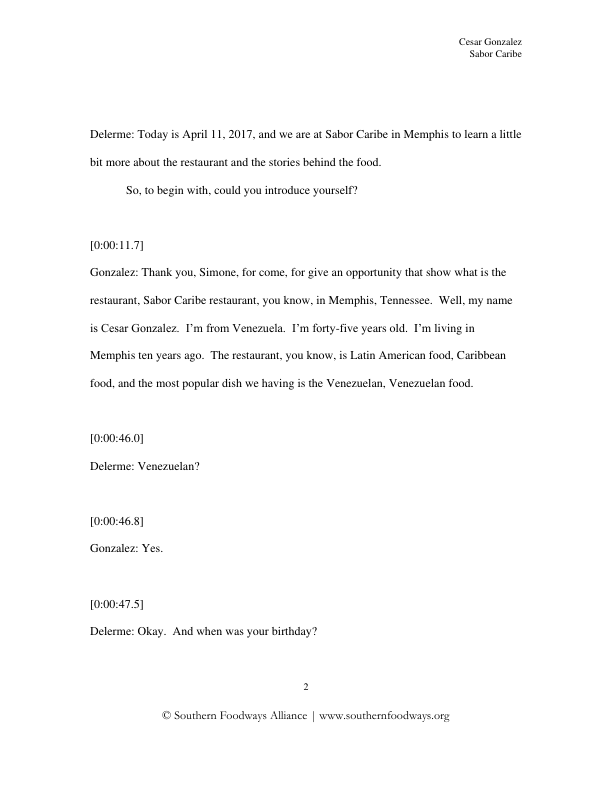 Cesar Gonzalez
Sabor Caribe
Delerme: Today is April 11, 2017, and we are at Sabor Caribe in Memphis to learn a little
bit more about the restaurant and the stories behind the food.
So, to begin with, could you introduce yourself?
[0:00:11.7]
Gonzalez: Thank you, Simone, for come, for give an opportunity that show what is the
restaurant, Sabor Caribe restaurant, you know, in Memphis, Tennessee.  Well, my name
is Cesar Gonzalez.  I’m from Venezuela.  I’m forty-five years old.  I’m living in
Memphis ten years ago.  The restaurant, you know, is Latin American food, Caribbean
food, and the most popular dish we having is the Venezuelan, Venezuelan food.
[0:00:46.0]
Delerme: Venezuelan?
[0:00:46.8]
Gonzalez: Yes.
[0:00:47.5]
Delerme: Okay.  And when was your birthday?
2
© Southern Foodways Alliance | www.southernfoodways.org